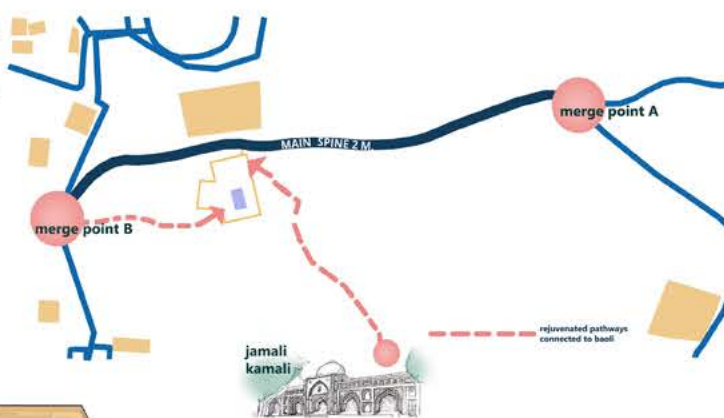 merge point A
MAIN SPINE 2 M.
merge point B
rejuvenated pathways
connected to baoli
jamali
kamali